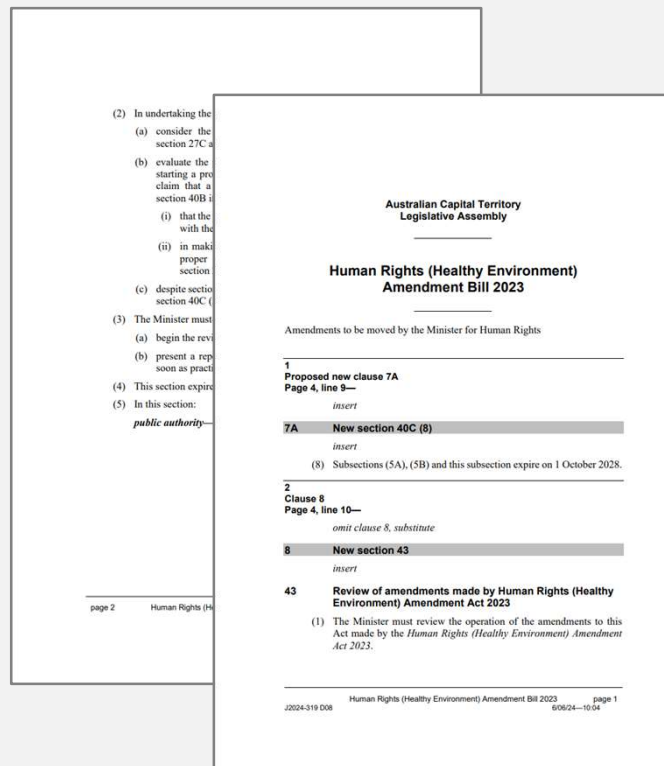 (2) In undertaking the
(a) consider the
section 27C a
(b) evaluate the
starting a pro
claim that a
section 40B i
(i) that the
with the
(ii) in maki
proper
section
(c) despite sectio
section 40C (
(3) The Minister must
(a) begin the revi
(b) present a rep
soon as practi
(4) This section expire
(5) In this section:
public authority—
page 2 Human Rights (He
Australian Capital Territory
Legislative Assembly
Human Rights (Healthy Environment)
Amendment Bill 2023
Amendments to be moved by the Minister for Human Rights
1
Proposed new clause 7A
Page 4, line 9—
insert
7A New section 40C (8)
insert
(8) Subsections (5A), (5B) and this subsection expire on 1 October 2028.
2
Clause 8
Page 4, line 10—
omit clause 8, substitute
8 New section 43
insert
43 Review of amendments made by Human Rights (Healthy
Environment) Amendment Act 2023
(1) The Minister must review the operation of the amendments to this
Act made by the Human Rights (Healthy Environment) Amendment
Act 2023.
Human Rights (Healthy Environment) Amendment Bill 2023 page 1
J2024-319 D08 6/06/24—10:04